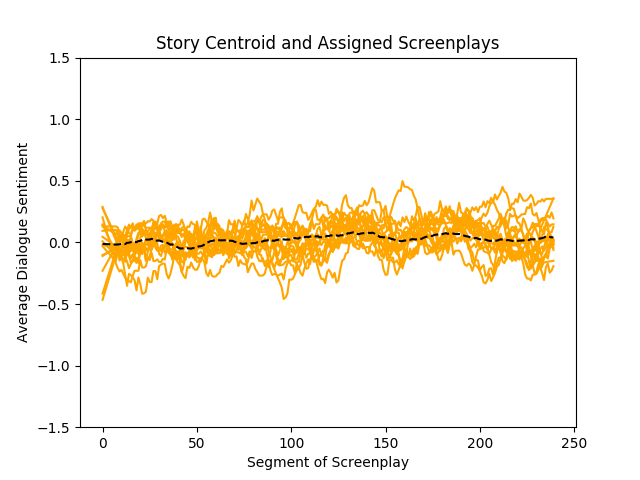 Story Centroid and Assigned Screenplays
1.5
1.0
0.5
0.0
−0.5
−1.0
−1.5
Average Dialogue Sentiment
0 50 100 150 200 250
Segment of Screenplay